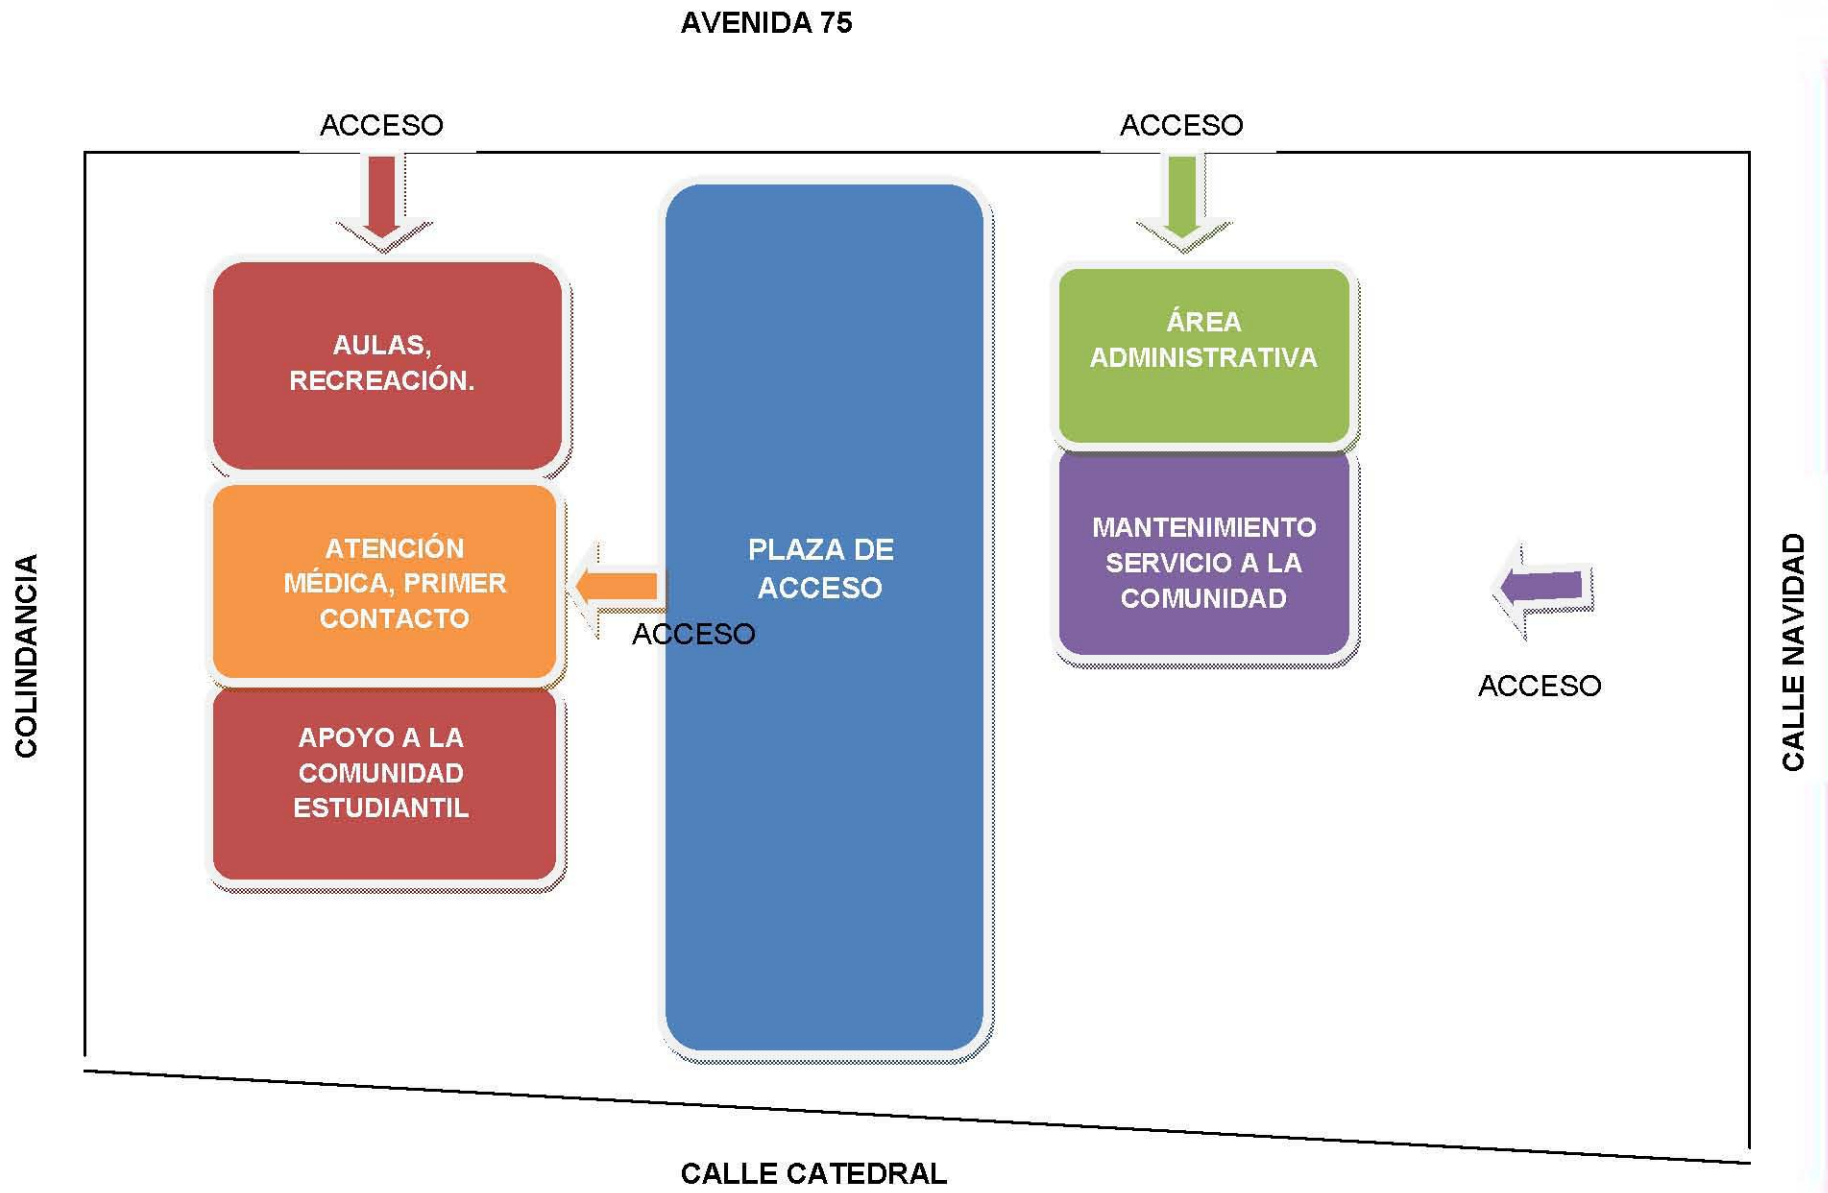 AVENIDA 75
ACCESO
ACCESO
AULAS,
RECREACIÓN.
ÁREA
ADMINISTRATIVA
ATENCIÓN
MÉDICA, PRIMER
CONTACTO
ACCESO
PLAZA DE
ACCESO
MANTENIMIENTO
SERVICIO A LA
COMUNIDAD
ACCESO
APOYO A LA
COMUNIDAD
ESTUDIANTIL
COLINDANCIA
CALLE NAVIDAD
CALLE CATEDRAL